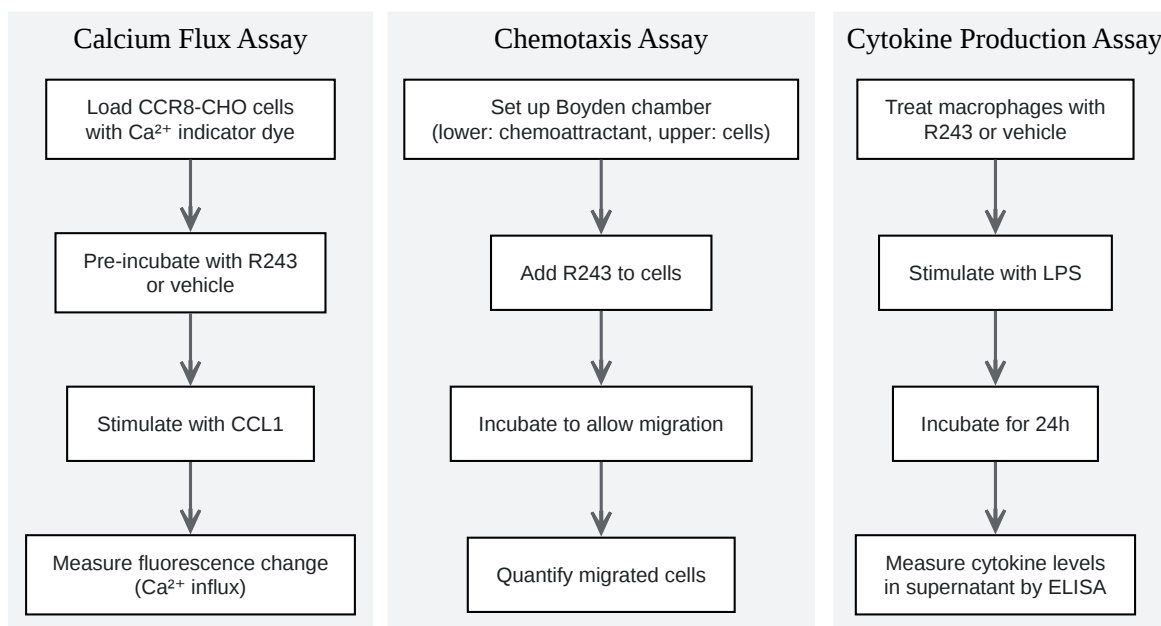 Calcium Flux Assay
Load CCR8-CHO cells
with Ca²⁺ indicator dye
Pre-incubate with R243
or vehicle
Stimulate with CCL1
Measure fluorescence change
(Ca²⁺ influx)
Chemotaxis Assay
Set up Boyden chamber
(lower: chemoattractant, upper: cells)
Add R243 to cells
Incubate to allow migration
Quantify migrated cells
Cytokine Production Assay
Treat macrophages with
R243 or vehicle
Stimulate with LPS
Incubate for 24h
Measure cytokine levels
in supernatant by ELISA